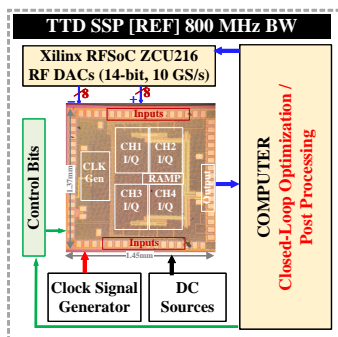 TTD SSP [REF] 800 MHz BW
Xilinx RFSoC ZCU216
RF DACs (14-bit, 10 GS/s)
– 8 + 8
Inputs
CLK
Gen
CH1
I/Q
CH2
I/Q
RAMP
CH3
I/Q
CH4
I/Q
Output
Inputs
1.37mm
1.45mm
Control Bits
Clock Signal
Generator
DC
Sources
COMPUTER
Closed-Loop Optimization /
Post Processing